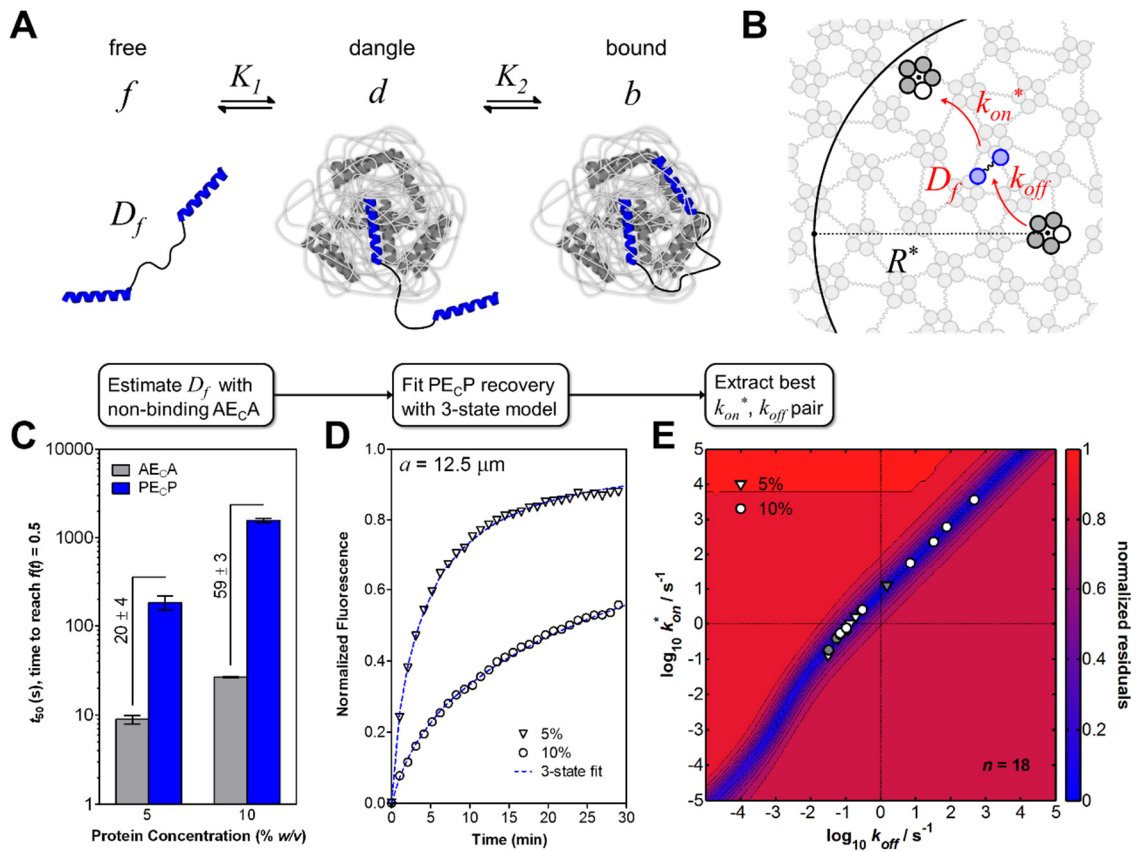 A
free
dangle
bound
f
K1
d
K2
b
Df
B
kon*
Df
koff
R*
Estimate Df with
non-binding AECA
Fit PECP recovery
with 3-state model
Extract best
kon*, koff pair
C
t50 (s), time to reach f(t) = 0.5
10000
1000
100
10
1
AECA
PECP
20 ± 4
59 ± 3
5
10
Protein Concentration (% w/v)
D
Normalized Fluorescence
1.0
0.8
0.6
0.4
0.2
0.0
a = 12.5 μm
5%
10%
3-state fit
0
5
10
15
20
25
30
Time (min)
E
log10 k*on / s-1
5
4
3
2
1
0
-1
-2
-3
-4
-5
5%
10%
n = 18
-4
-3
-2
-1
0
1
2
3
4
5
log10 koff / s-1
1
0.8
0.6
0.4
0.2
0
normalized residuals